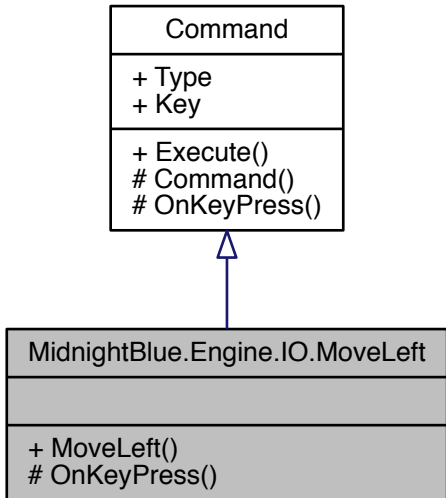 Command
+ Type
+ Key
+ Execute()
# Command()
# OnKeyPress()
MidnightBlue.Engine.IO.MoveLeft
+ MoveLeft()
# OnKeyPress()